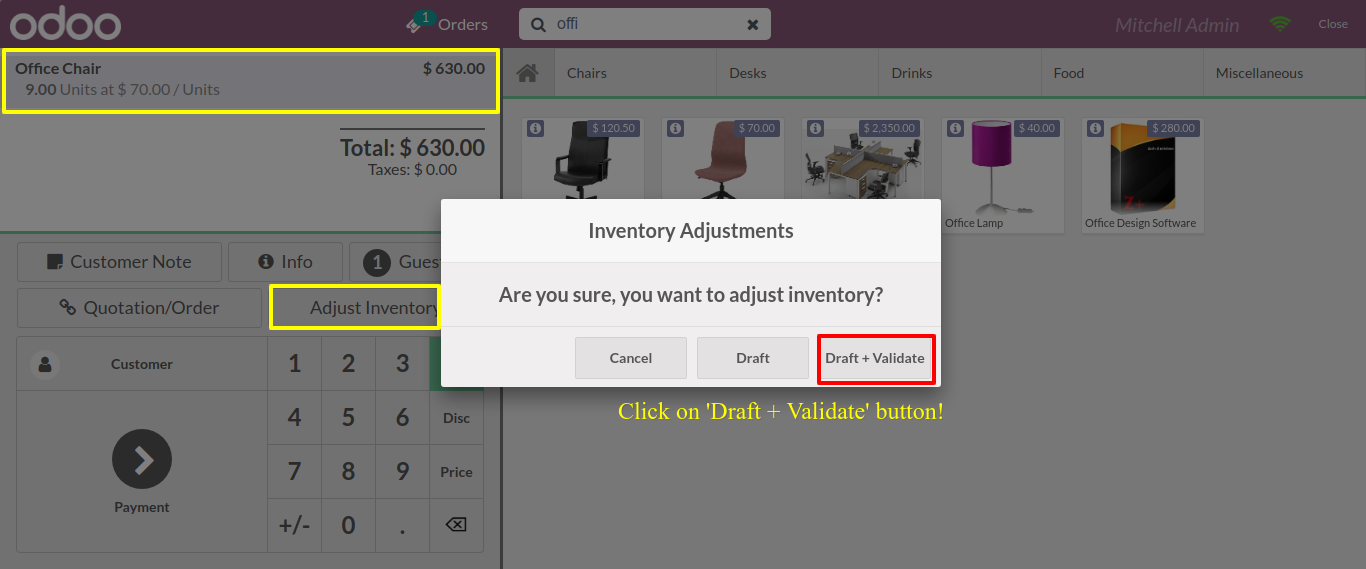 odoo
1
Orders
offi
Mitchell Admin
Close
Office Chair $ 630.00
9.00 Units at $ 70.00 / Units
Total: $ 630.00
Taxes: $ 0.00
Chairs
Desks
Drinks
Food
Miscellaneous
$ 120.50
$ 70.00
$ 2,350.00
$ 40.00
$ 280.00
Z+
Office Lamp
Office Design Software
Customer Note
Info
1 Gues
Quotation/Order
Adjust Inventory
Customer
1 2 3
4 5 6 Disc
7 8 9 Price
+/- 0 .
Payment
Inventory Adjustments
Are you sure, you want to adjust inventory?
Cancel
Draft
Draft + Validate
Click on 'Draft + Validate' button!